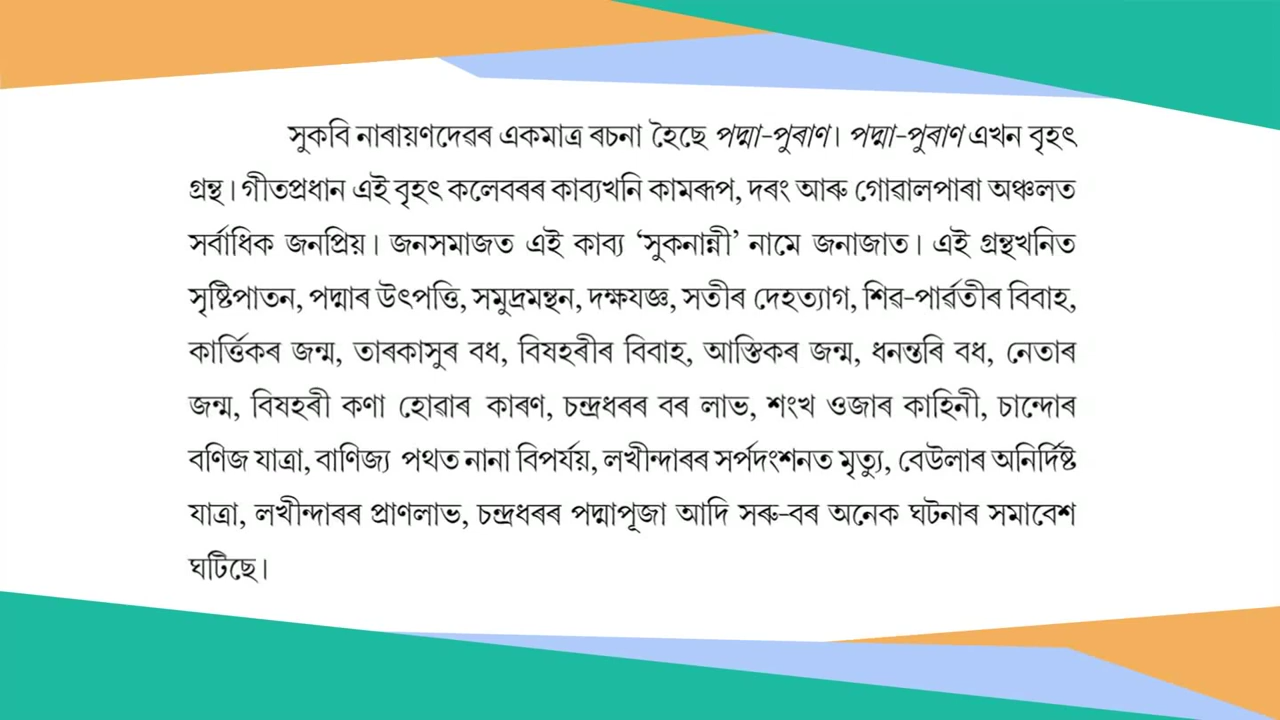 সুকবি নাৰায়ণদেৱৰ একমাত্ৰ ৰচনা হৈছে পদ্মা-পুৰাণ। পদ্মা-পুৰাণ এখন বৃহৎ
গ্ৰন্থ। গীতপ্ৰধান এই বৃহৎ কলেবৰৰ কাব্যখনি কামৰূপ, দৰং আৰু গোৱালপাৰা অঞ্চলত
সৰ্বাধিক জনপ্ৰিয়। জনসমাজত এই কাব্য ‘সুকনান্নী’ নামে জনাজাত। এই গ্ৰন্থখনিত
সৃষ্টিপাতন, পদ্মাৰ উৎপত্তি, সমুদ্ৰমন্থন, দক্ষযজ্ঞ, সতীৰ দেহত্যাগ, শিৱ-পাৰ্ৱতীৰ বিবাহ,
কাৰ্ত্তিকৰ জন্ম, তাৰকাসুৰ বধ, বিষহৰীৰ বিবাহ, আস্তিকৰ জন্ম, ধনন্তৰি বধ, নেতাৰ
জন্ম, বিষহৰী কণা হোৱাৰ কাৰণ, চন্দ্ৰধৰৰ বৰ লাভ, শংখ ওজাৰ কাহিনী, চান্দোৰ
বণিজ যাত্ৰা, বাণিজ্য পথত নানা বিপৰ্যয়, লখীন্দাৰৰ সৰ্পদংশনত মৃত্যু, বেউলাৰ অনিৰ্দিষ্ট
যাত্ৰা, লখীন্দাৰৰ প্ৰাণলাভ, চন্দ্ৰধৰৰ পদ্মাপূজা আদি সৰু-বৰ অনেক ঘটনাৰ সমাবেশ
ঘটিছে।